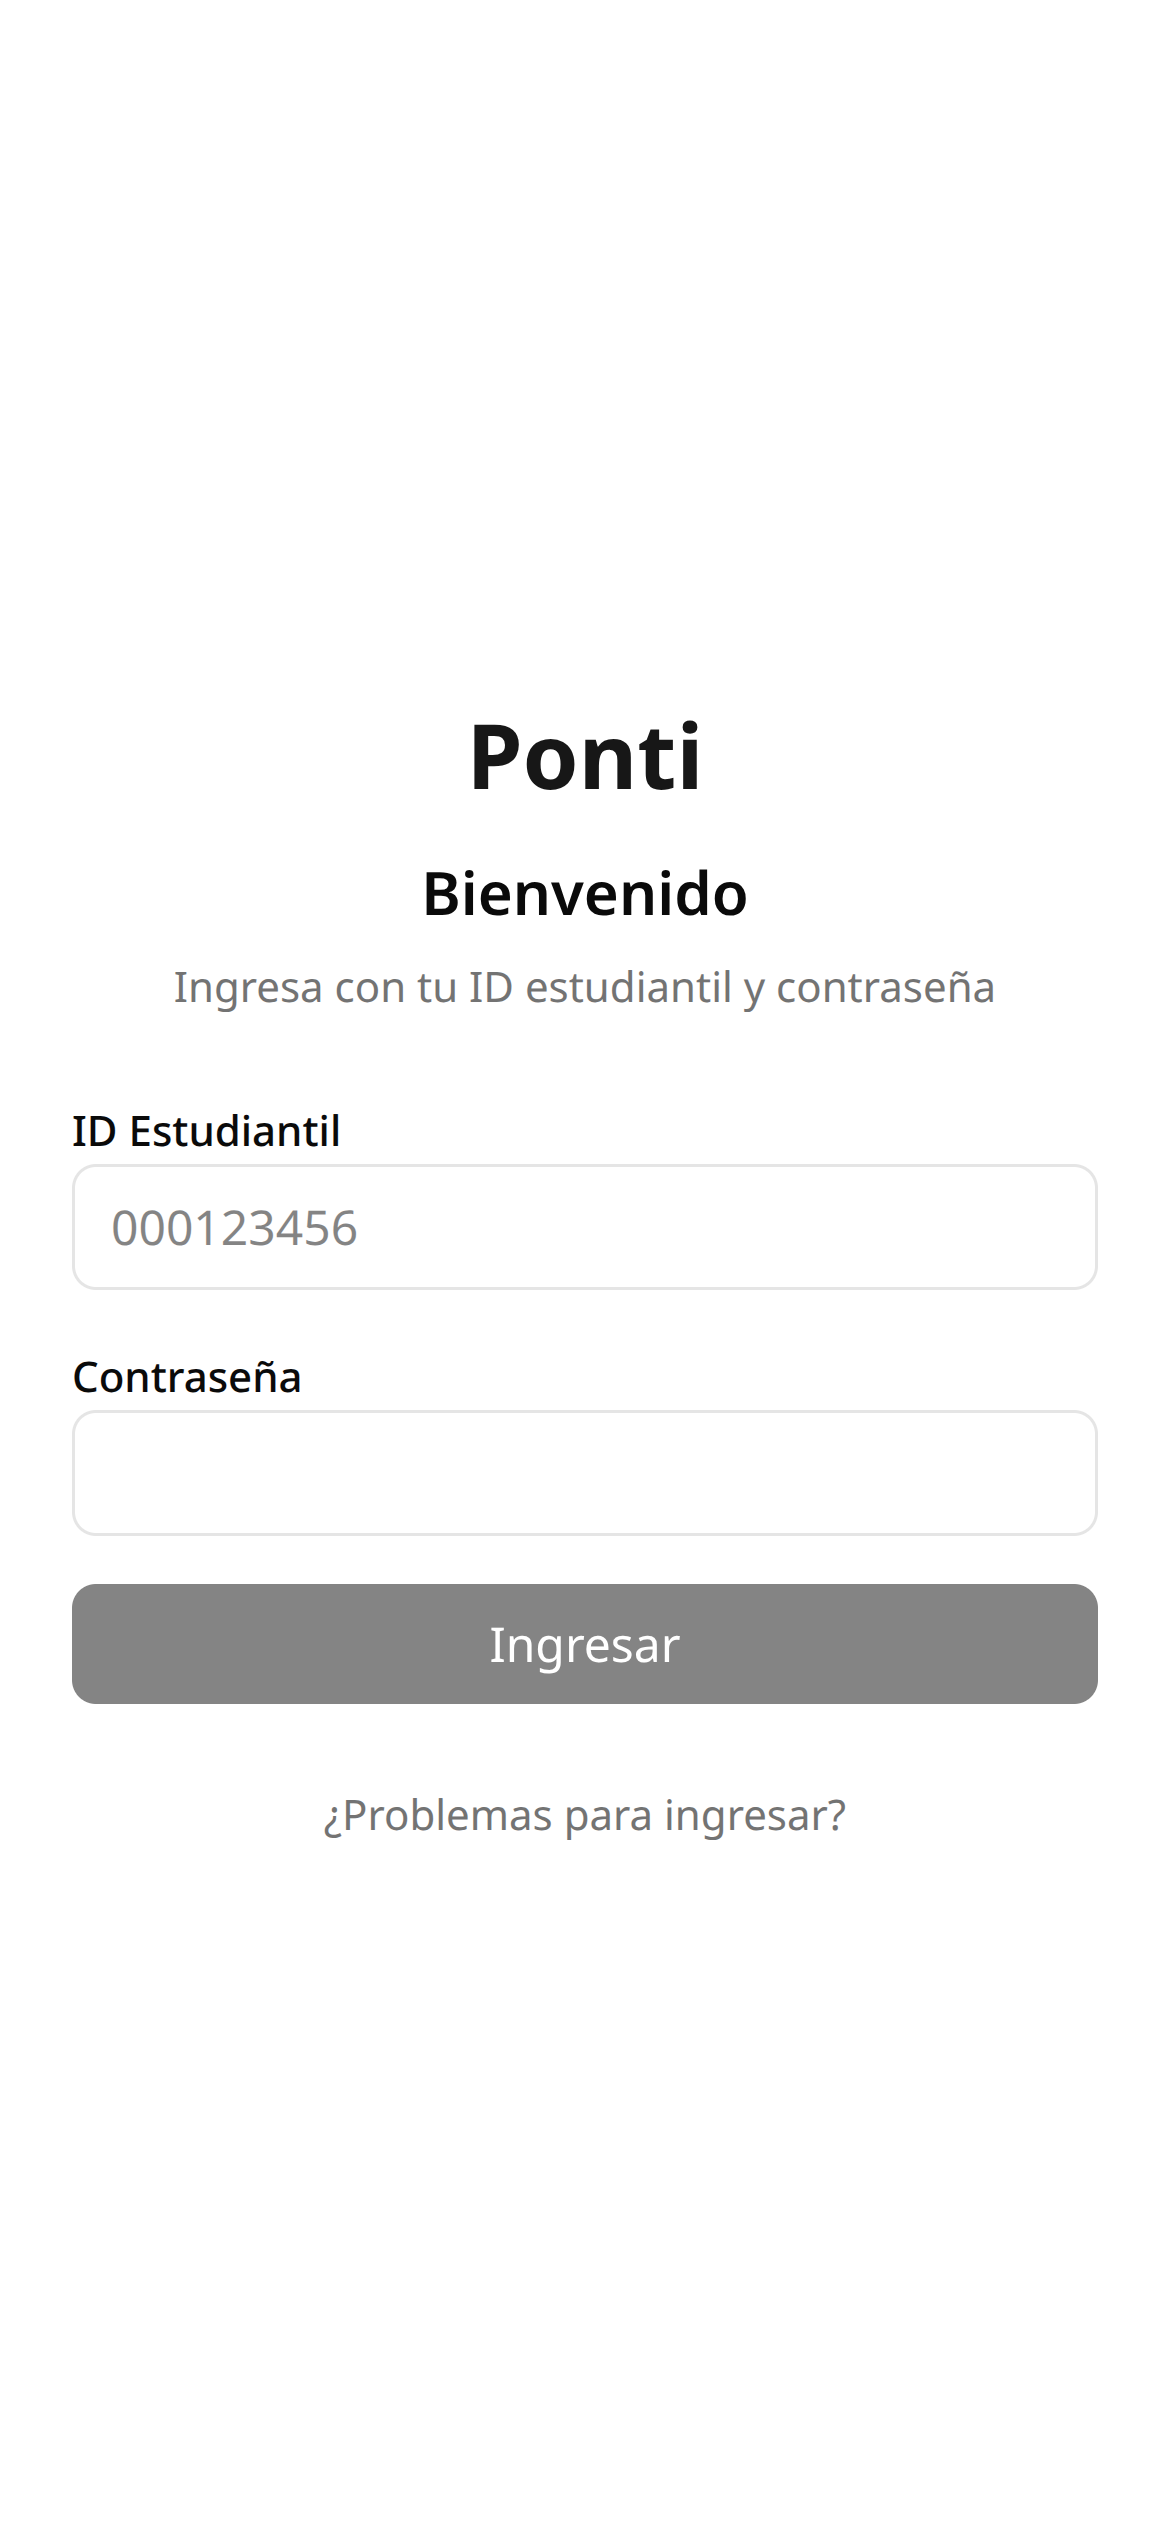 Ponti
Bienvenido
Ingresa con tu ID estudiantil y contraseña
ID Estudiantil
000123456
Contraseña
Ingresar
¿Problemas para ingresar?